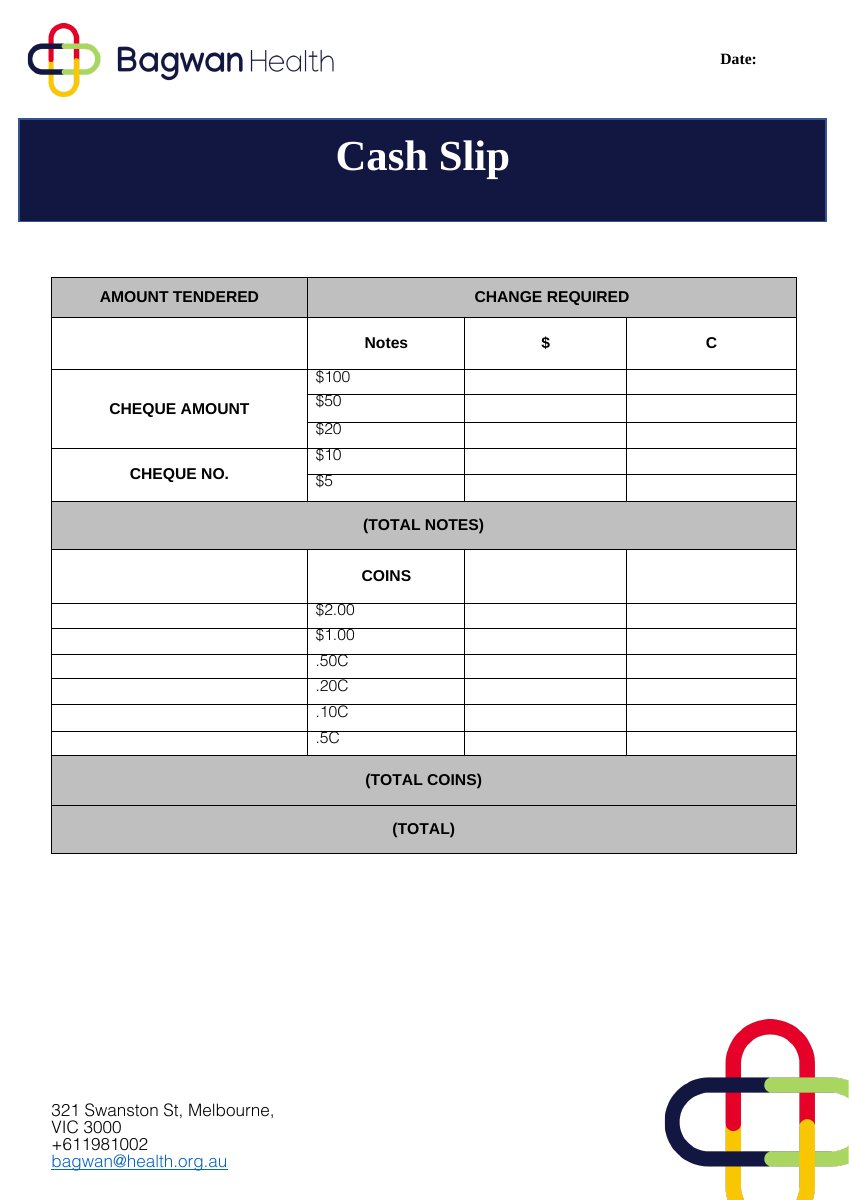 Bagwan Health
Date:
Cash Slip
AMOUNT TENDERED CHANGE REQUIRED
Notes $ C
$100
CHEQUE AMOUNT $50
$20
CHEQUE NO. $10
$5
(TOTAL NOTES)
COINS
$2.00
$1.00
.50C
.20C
.10C
.5C
(TOTAL COINS)
(TOTAL)
321 Swanston St, Melbourne,
VIC 3000
+611981002
bagwan@health.org.au